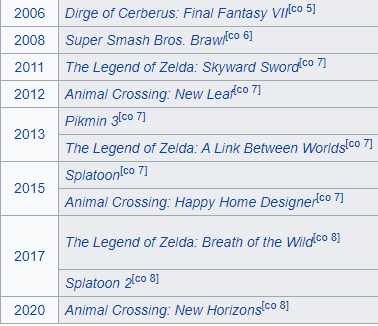 2006 Dirge of Cerberus: Final Fantasy VII[co 5]
2008 Super Smash Bros. Brawl[co 6]
2011 The Legend of Zelda: Skyward Sword[co 7]
2012 Animal Crossing: New Leaf[co 7]
2013 Pikmin 3[co 7]
The Legend of Zelda: A Link Between Worlds[co 7]
2015 Splatoon[co 7]
Animal Crossing: Happy Home Designer[co 7]
2017 The Legend of Zelda: Breath of the Wild[co 8]
Splatoon 2[co 8]
2020 Animal Crossing: New Horizons[co 8]